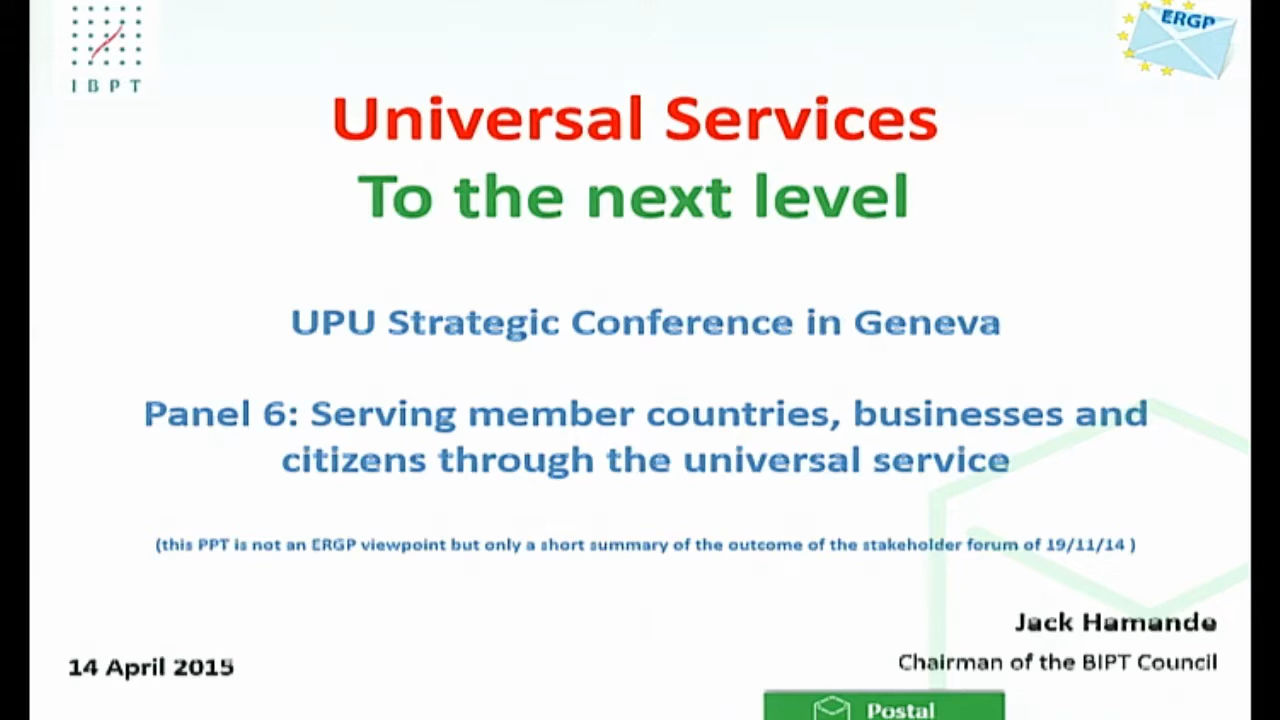 IBPT
ERGP
Universal Services
To the next level
UPU Strategic Conference in Geneva
Panel 6: Serving member countries, businesses and
citizens through the universal service
(this PPT is not an ERGP viewpoint but only a short summary of the outcome of the stakeholder forum of 19/11/14 )
Jack Hamande
14 April 2015
Chairman of the BIPT Council
Postal